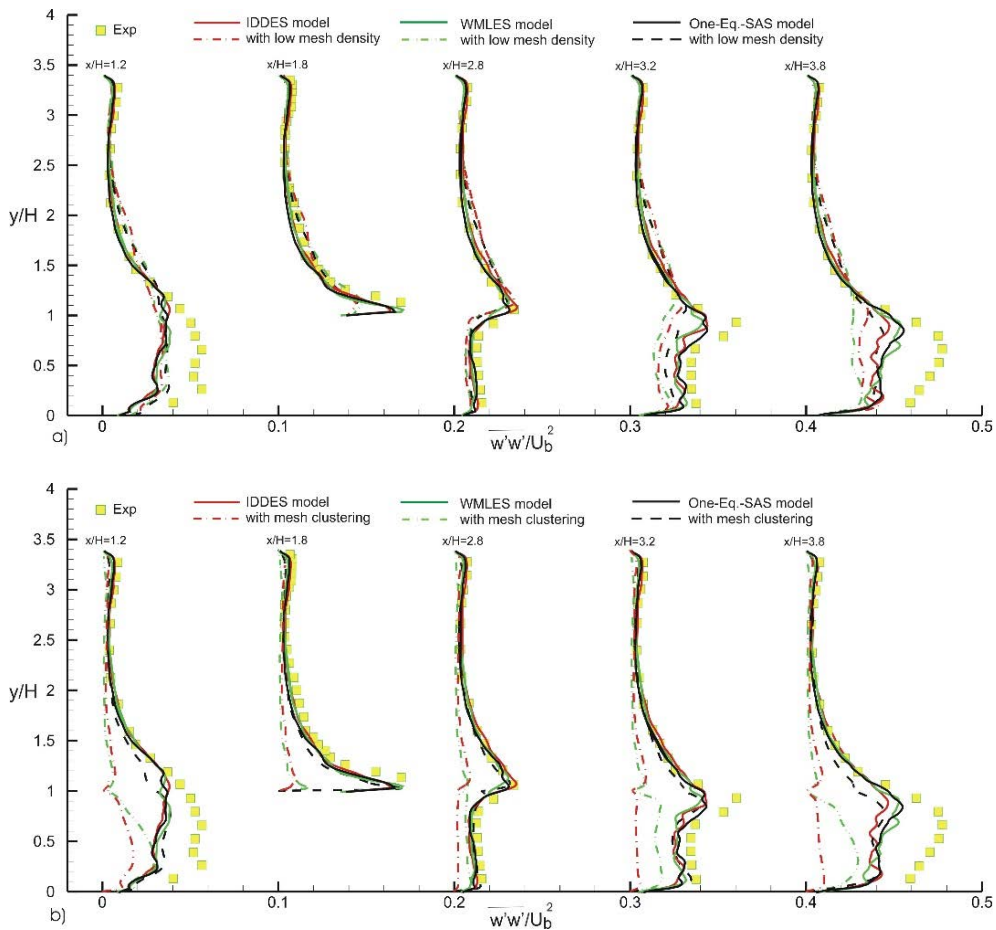 4
Exp
IDDES model
with low mesh density
WMLES model
with low mesh density
One-Eq.-SAS model
with low mesh density
3.5
x/H=1.2
x/H=1.8
x/H=2.8
x/H=3.2
x/H=3.8
3
2.5
y/H
2
1.5
1
0.5
0
a)
0
0.1
0.2
0.3
0.4
0.5
w'w'/U_b^2
4
Exp
IDDES model
with mesh clustering
WMLES model
with mesh clustering
One-Eq.-SAS model
with mesh clustering
3.5
x/H=1.2
x/H=1.8
x/H=2.8
x/H=3.2
x/H=3.8
3
2.5
y/H
2
1.5
1
0.5
0
b)
0
0.1
0.2
0.3
0.4
0.5
w'w'/U_b^2